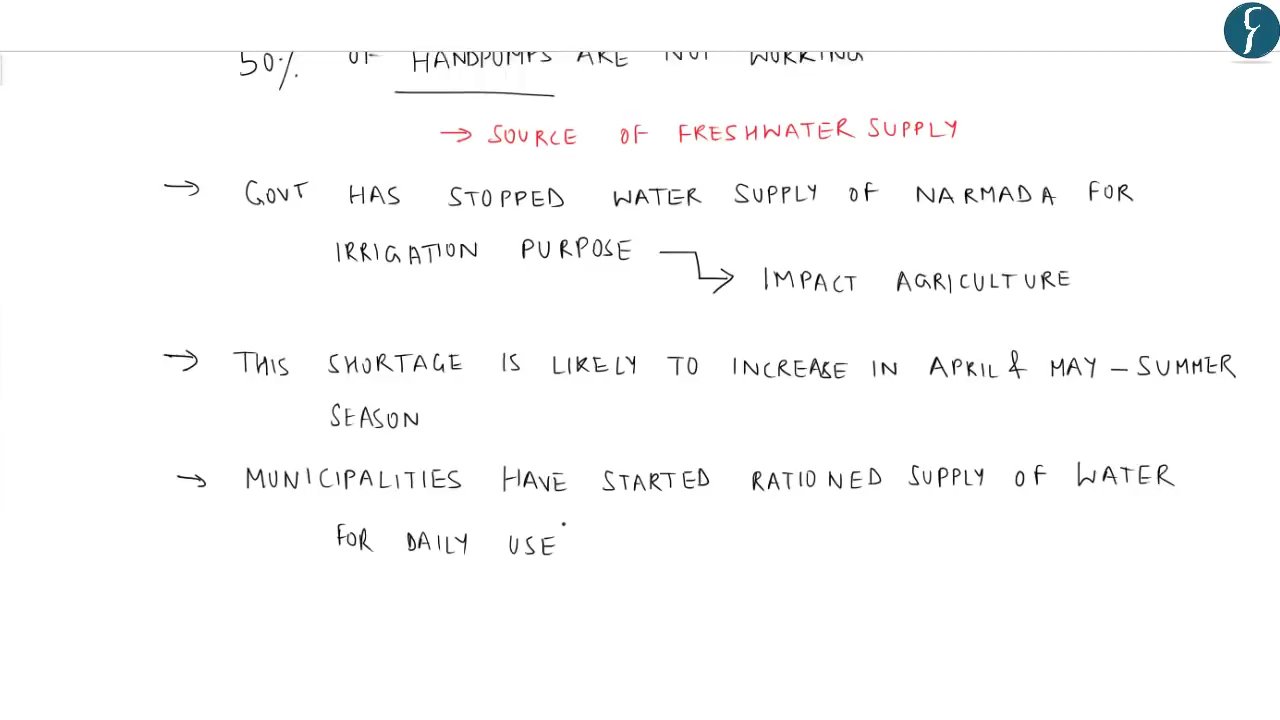 50% OF HANDPUMPS ARE NOT WORKING
→ SOURCE OF FRESHWATER SUPPLY
→ GOVT HAS STOPPED WATER SUPPLY OF NARMADA FOR
IRRIGATION PURPOSE
IMPACT AGRICULTURE
→ THIS SHORTAGE IS LIKELY TO INCREASE IN APRIL & MAY – SUMMER
SEASON
→ MUNICIPALITIES HAVE STARTED RATIONED SUPPLY OF WATER
FOR DAILY USE